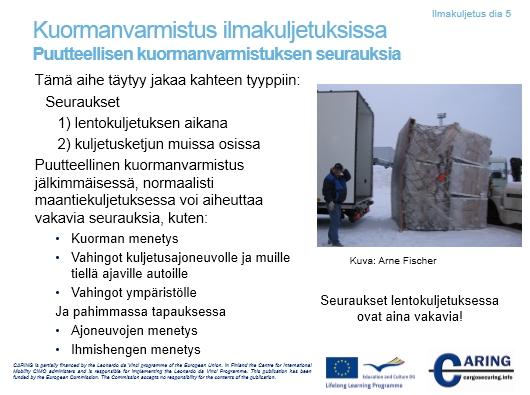 Ilmakuljetus dia 5
Kuormanvarmistus ilmakuljetuksissa
Puutteellisen kuormanvarmistuksen seurauksia
Tämä aihe täytyy jakaa kahteen tyyppiin:
Seuraukset
1) lentokuljetuksen aikana
2) kuljetusketjun muissa osissa
Puutteellinen kuormanvarmistus
jälkimmäisessä, normaalisti
maantiekuljetuksessa voi aiheuttaa
vakavia seurauksia, kuten:
• Kuorman menetys
• Vahingot kuljetusajoneuvolle ja muille
tiellä ajaville autoille
• Vahingot ympäristölle
Ja pahimmassa tapauksessa
• Ajoneuvojen menetys
• Ihmishengen menetys
Kuva: Arne Fischer
Seuraukset lentokuljetuksessa
ovat aina vakavia!
CARING is partially financed by the Leonardo da Vinci programme of the European Union. In Finland the Centre for International
Mobility CIMO administers and is responsible for implementing the Leonardo da Vinci Programme. This publication has been
funded by the European Commission. The Commission accepts no responsibility for the contents of the publication.
Education and Culture DG
Lifelong Learning Programme
CARING
cargosecuring.info